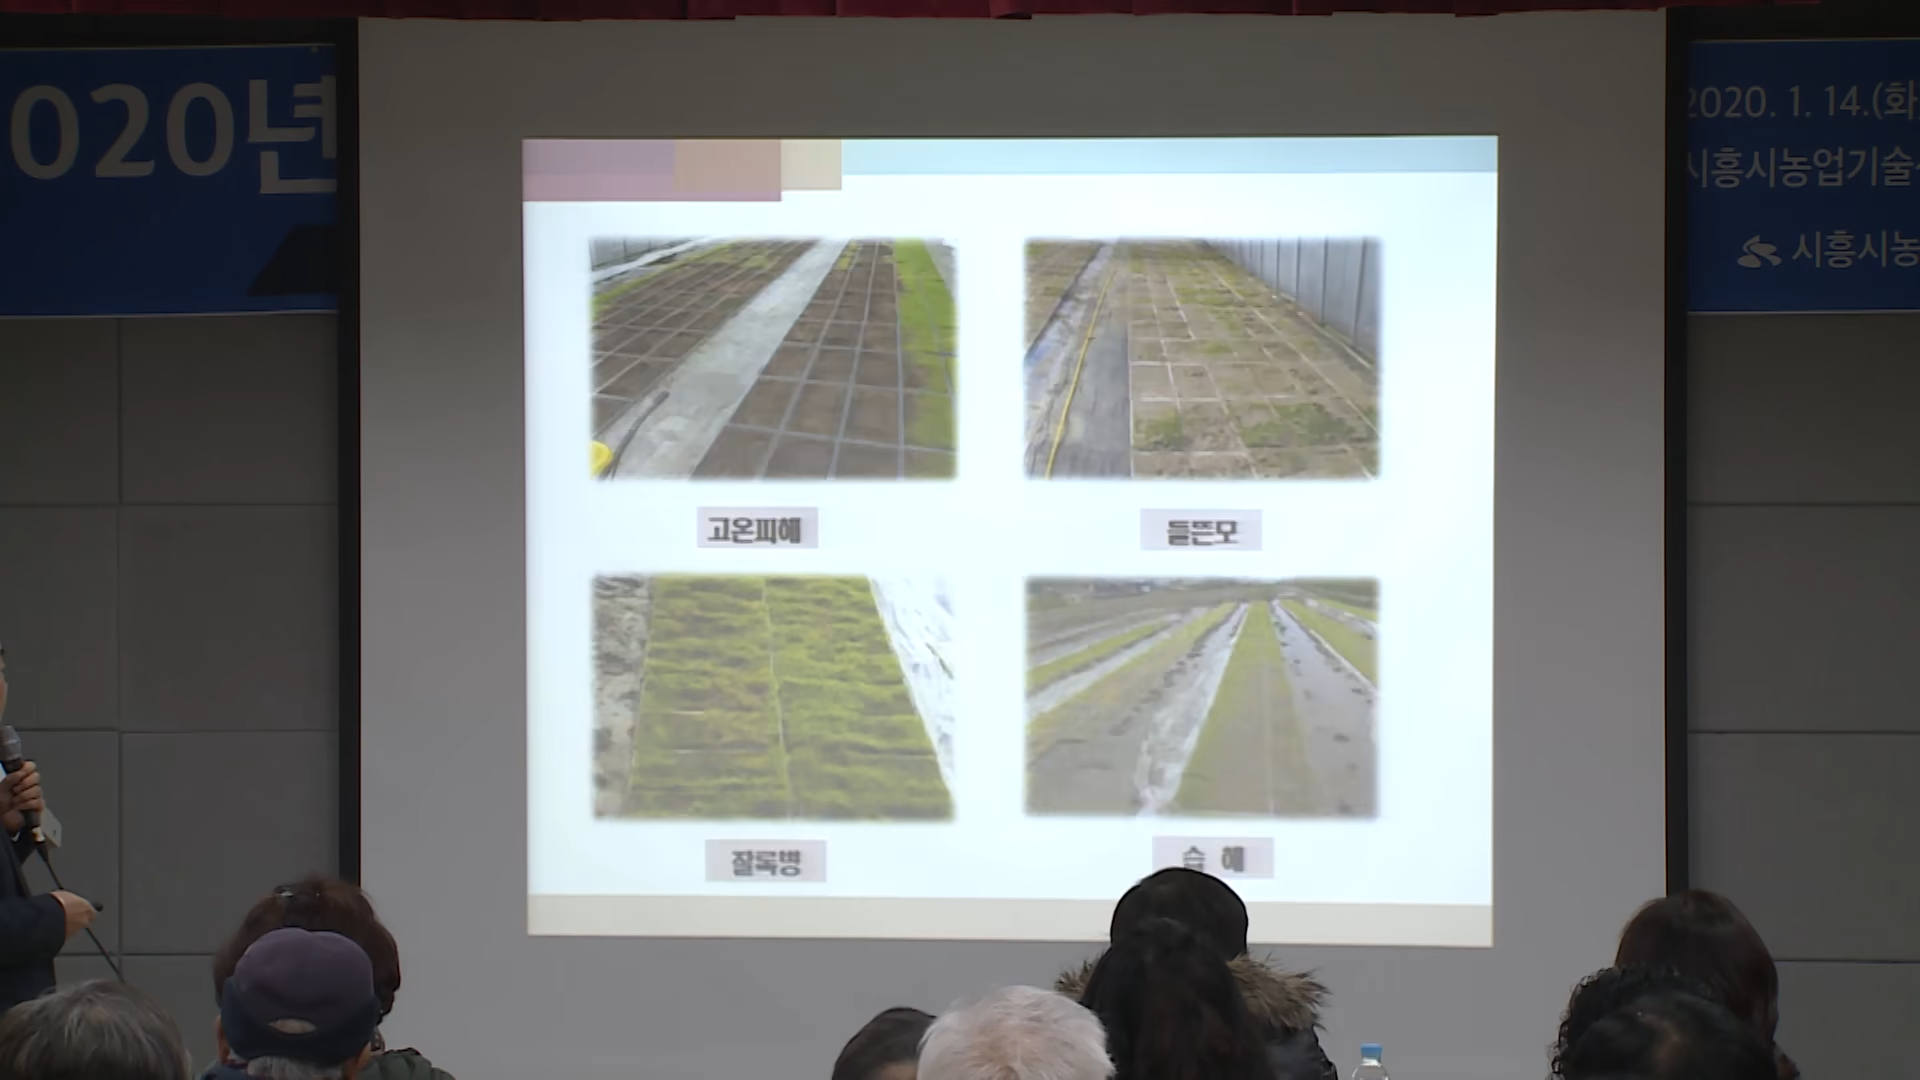 020년
2020. 1. 14.(화
시흥시농업기술
시흥시농
고온피해
들뜬모
잘록병
습 해